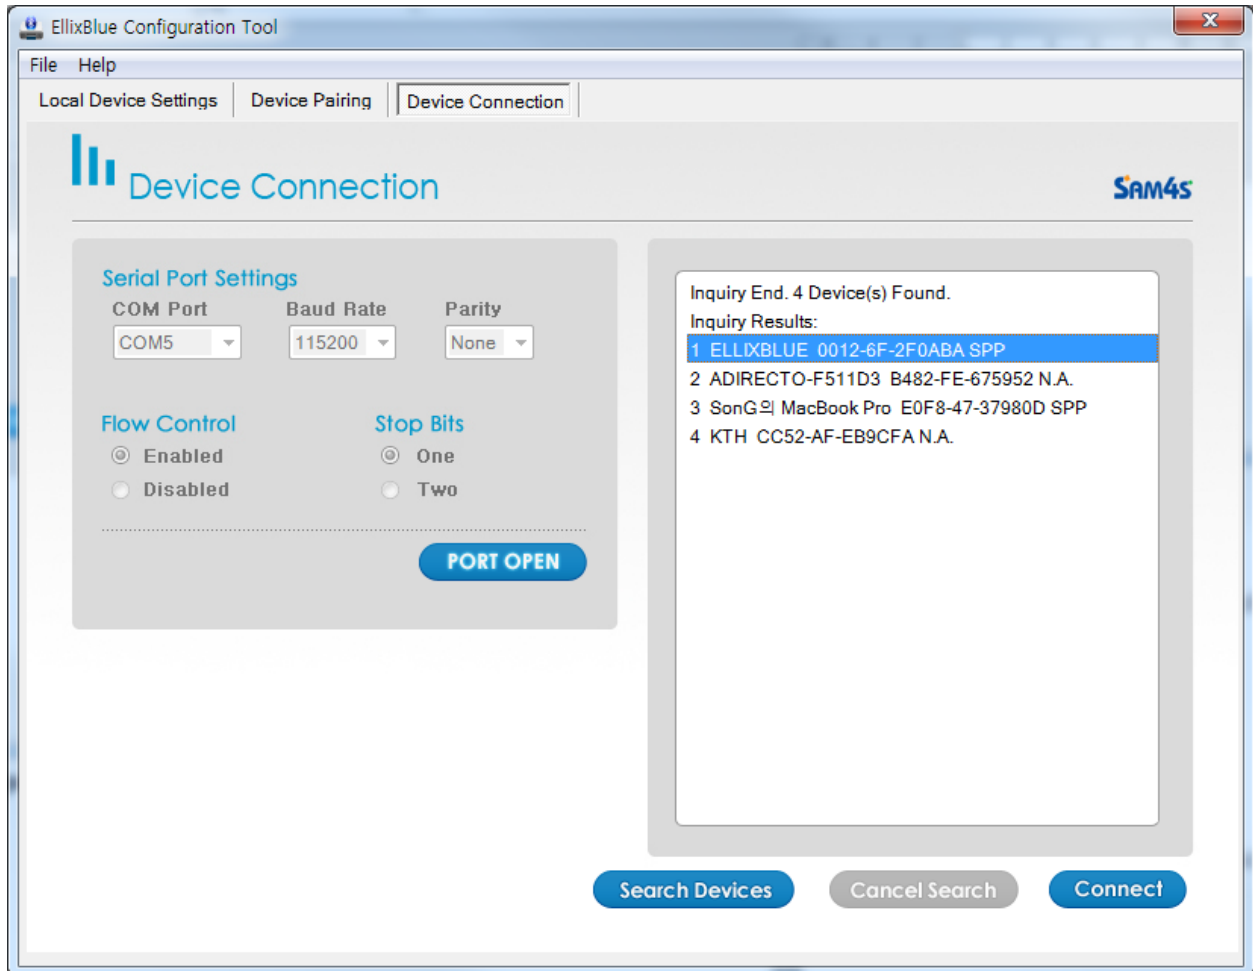 EllixBlue Configuration Tool
File Help
Local Device Settings Device Pairing Device Connection
Device Connection
SAM4S
Serial Port Settings
COM Port Baud Rate Parity
COM5 115200 None
Flow Control Stop Bits
Enabled One
Disabled Two
PORT OPEN
Inquiry End. 4 Device(s) Found.
Inquiry Results:
1 ELLIXBLUE 0012-6F-2F0ABA SPP
2 ADIRECTO-F511D3 B482-FE-675952 N.A.
3 SonG의 MacBook Pro E0F8-47-37980D SPP
4 KTH CC52-AF-EB9CFA N.A.
Search Devices Cancel Search Connect